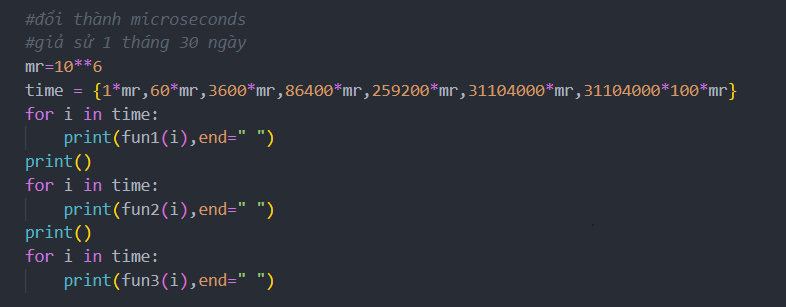 #đổi thành microseconds
#giả sử 1 tháng 30 ngày
mr=10**6
time = {1*mr,60*mr,3600*mr,86400*mr,259200*mr,31104000*mr,31104000*100*mr}
for i in time:
    print(fun1(i),end=" ")
print()
for i in time:
    print(fun2(i),end=" ")
print()
for i in time:
    print(fun3(i),end=" ")